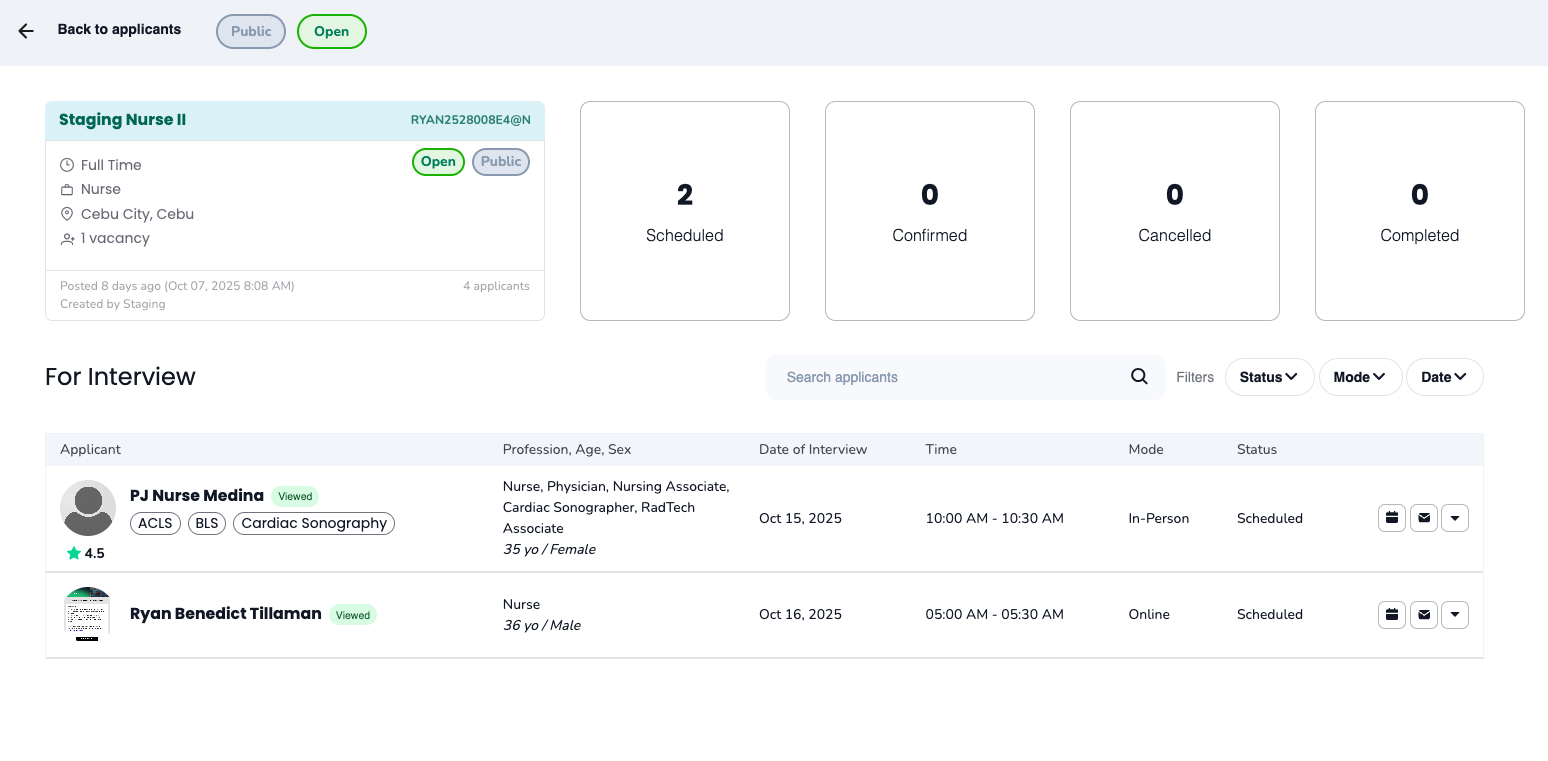 Back to applicants
Public
Open
Staging Nurse II
RYAN2528008E4@N
Full Time
Open
Public
Nurse
Cebu City, Cebu
1 vacancy
Posted 8 days ago (Oct 07, 2025 8:08 AM)
4 applicants
Created by Staging
2
Scheduled
0
Confirmed
0
Cancelled
0
Completed
For Interview
Search applicants
Filters
Status
Mode
Date
Applicant
Profession, Age, Sex
Date of Interview
Time
Mode
Status
PJ Nurse Medina
Viewed
ACLS
BLS
Cardiac Sonography
4.5
Nurse, Physician, Nursing Associate,
Cardiac Sonographer, RadTech
Associate
35 yo / Female
Oct 15, 2025
10:00 AM - 10:30 AM
In-Person
Scheduled
Ryan Benedict Tillaman
Viewed
Nurse
36 yo / Male
Oct 16, 2025
05:00 AM - 05:30 AM
Online
Scheduled